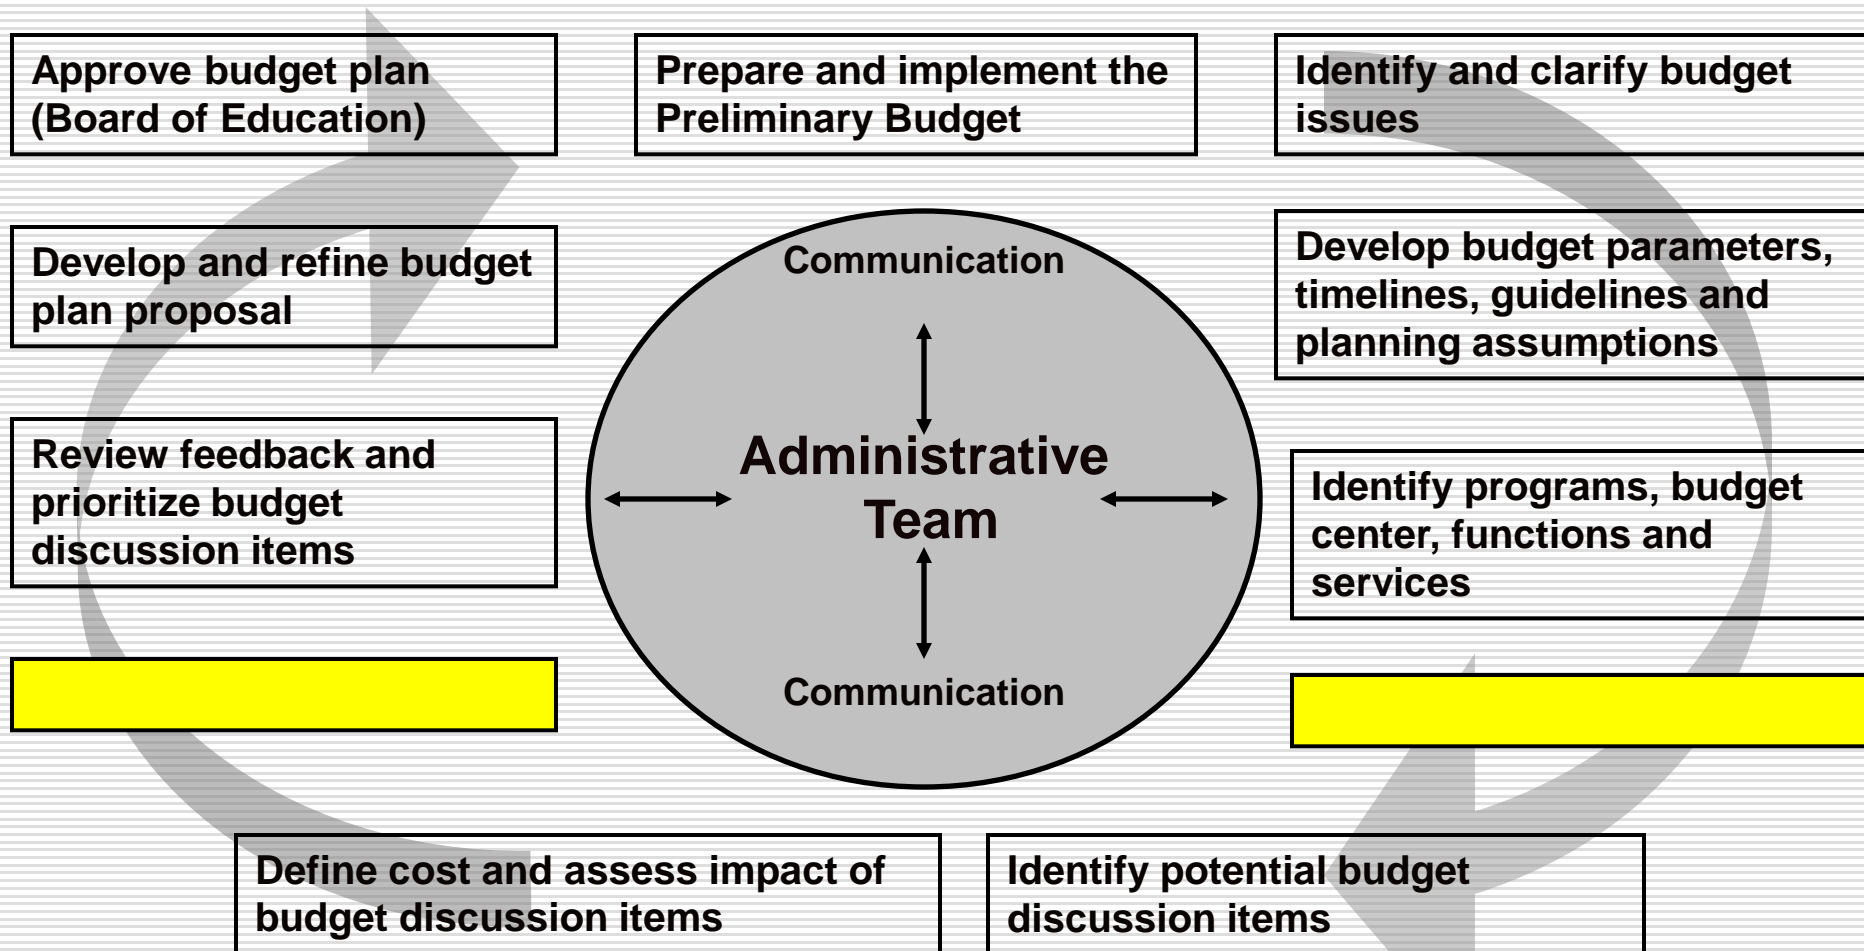 Approve budget plan
(Board of Education)
Prepare and implement the
Preliminary Budget
Identify and clarify budget
issues
Develop and refine budget
plan proposal
Communication
Develop budget parameters,
timelines, guidelines and
planning assumptions
Review feedback and
prioritize budget
discussion items
Administrative
Team
Identify programs, budget
center, functions and
services
Communication
Define cost and assess impact of
budget discussion items
Identify potential budget
discussion items